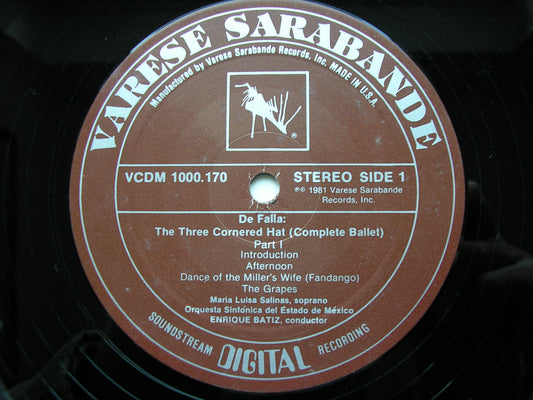 VARESE SARABANDE
Manufactured by Varese Sarabande Records, Inc. MADE IN U.S.A.
VCDM 1000.170
STEREO SIDE 1
℗© 1981 Varese Sarabande
Records, Inc.
De Falla:
The Three Cornered Hat (Complete Ballet)
Part I
Introduction
Afternoon
Dance of the Miller's Wife (Fandango)
The Grapes
Maria Luisa Salinas, soprano
Orquesta Sinfónica del Estado de México
ENRIQUE BATIZ, conductor
SOUNDSTREAM DIGITAL RECORDING